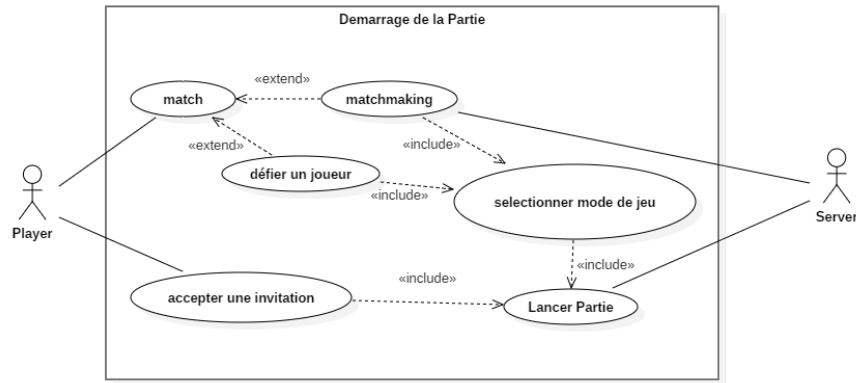 Demarrage de la Partie
«extend»
match
matchmaking
«extend»
«include»
défier un joueur
«include»
selectionner mode de jeu
Player
Server
«include»
«include»
accepter une invitation
Lancer Partie